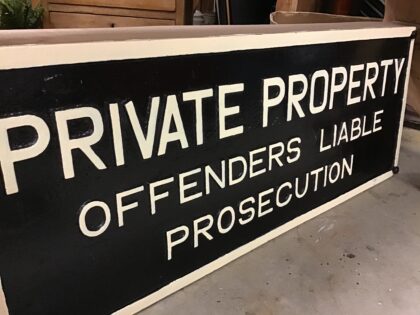 PRIVATE PROPERTY
OFFENDERS LIABLE
PROSECUTION